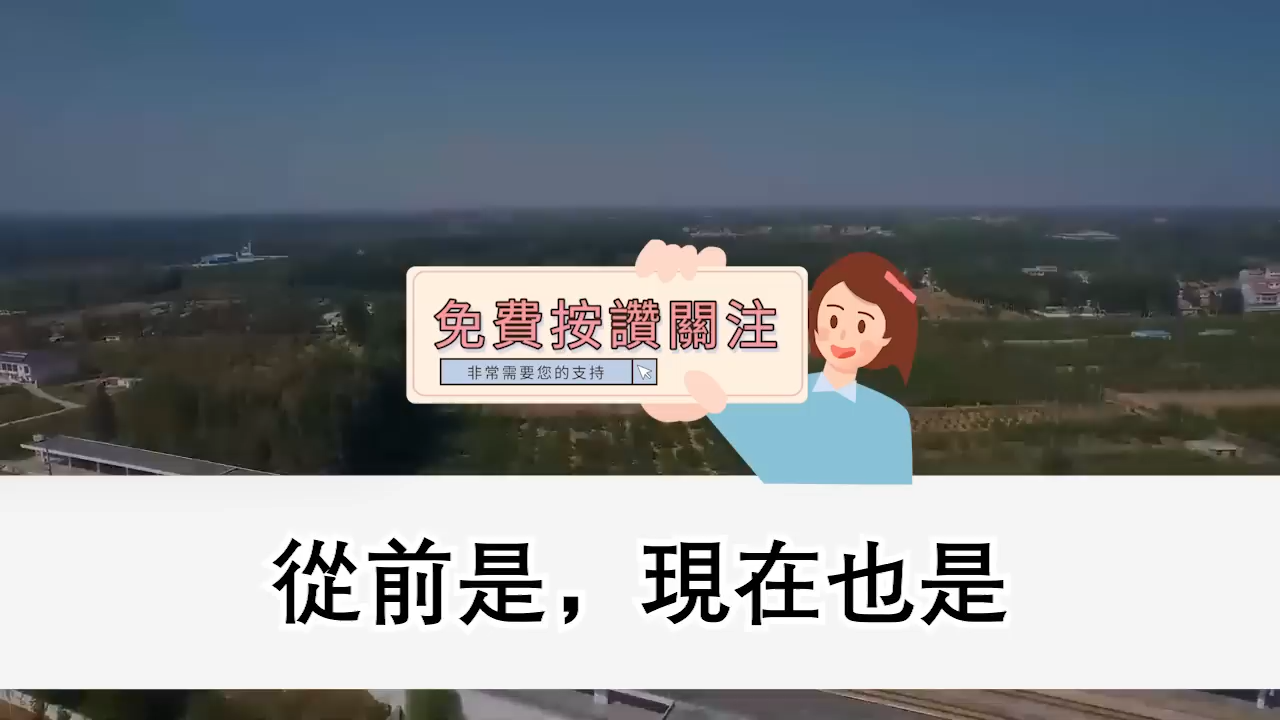 免費按讚關注
非常需要您的支持
從前是，現在也是